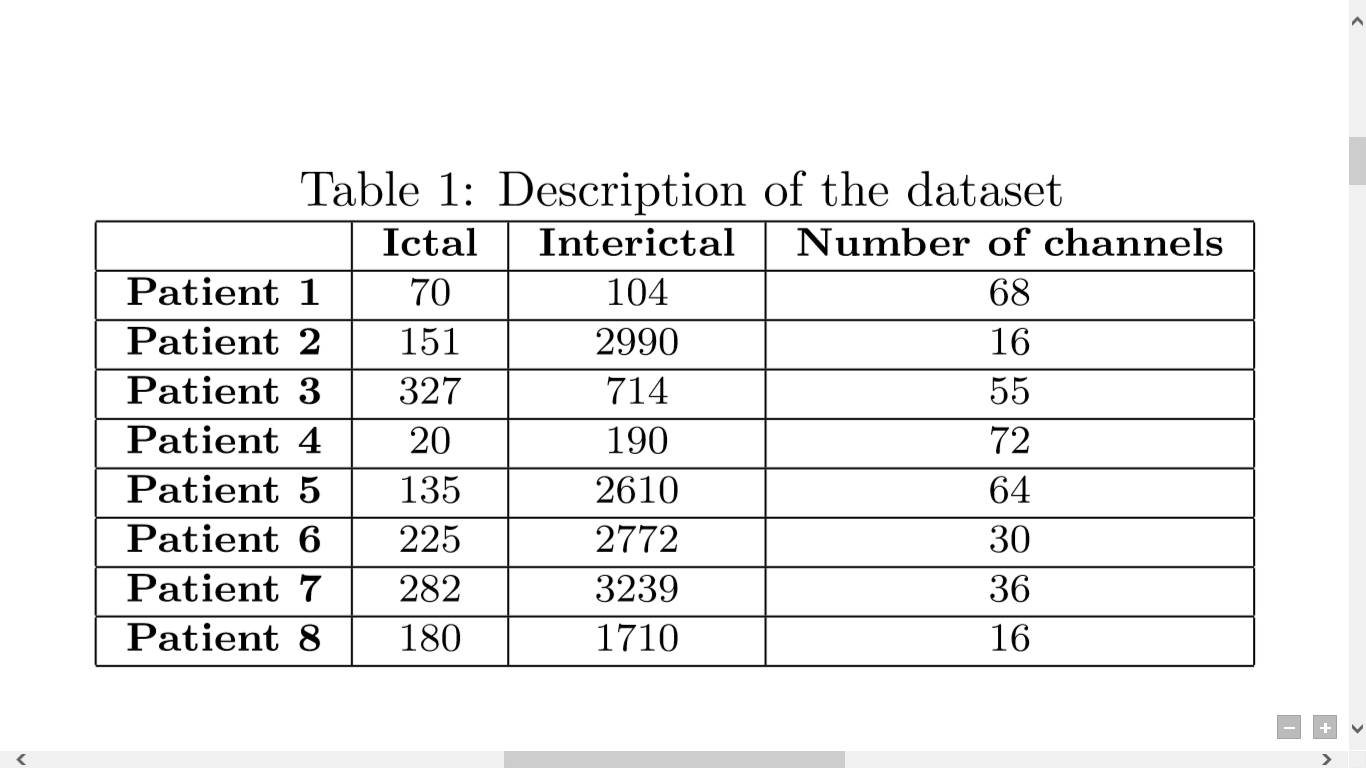 Table 1: Description of the dataset
Ictal Interictal Number of channels
Patient 1 70 104 68
Patient 2 151 2990 16
Patient 3 327 714 55
Patient 4 20 190 72
Patient 5 135 2610 64
Patient 6 225 2772 30
Patient 7 282 3239 36
Patient 8 180 1710 16